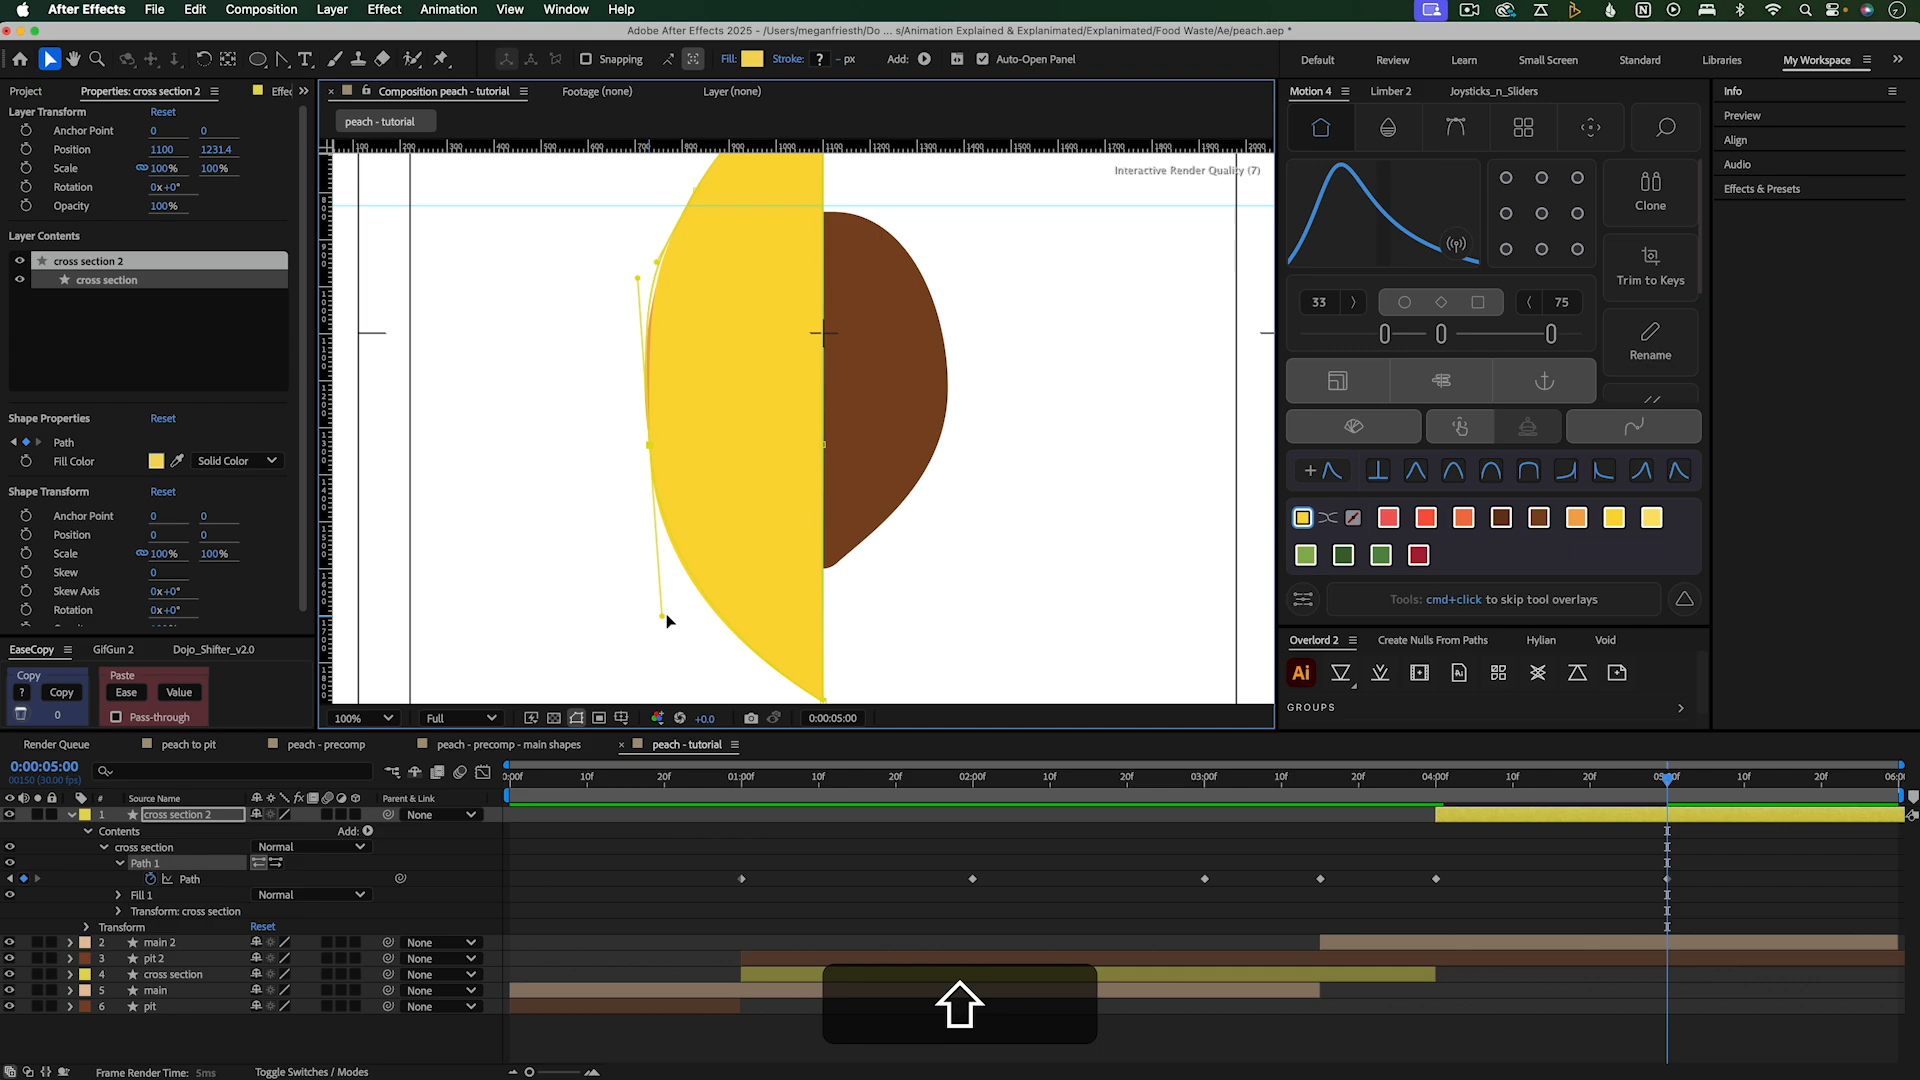 After Effects File Edit Composition Layer Effect Animation View Window Help
Adobe After Effects 2025 - /Users/meganfriesth/Do ... s/Animation Explained & Explanimated/Explanimated/Food Waste/Ae/peach.aep *
Snapping Fill: Stroke: ? - px Add: Auto-Open Panel Default Review Learn Small Screen Standard Libraries My Workspace
Project Properties: cross section 2 Effec Composition peach - tutorial Footage (none) Layer (none) Motion 4 Limber 2 Joysticks_n_Sliders Info
Layer Transform Reset
Preview
peach - tutorial
Anchor Point 0 0
Align
Position 1100 1231.4
Audio
Scale 100% 100%
Interactive Render Quality (7)
Rotation 0x+0°
Effects & Presets
Opacity 100%
Clone
Layer Contents
cross section 2
cross section
Trim to Keys
33 75
Rename
Shape Properties Reset
Path
Fill Color Solid Color
Shape Transform Reset
Anchor Point 0 0
Position 0 0
Scale 100% 100%
Skew 0
Skew Axis 0x+0°
Rotation 0x+0°
Tools: cmd+click to skip tool overlays
EaseCopy GifGun 2 Dojo_Shifter_v2.0
Overlord 2 Create Nulls From Paths Hylian Void
Copy Paste
? Copy Ease Value
Ai
0 Pass-through
GROUPS
100% Full +0.0 0:00:05:00
Render Queue peach to pit peach - precomp peach - precomp - main shapes peach - tutorial
0:00:05:00
00150 (30.00 fps)
:00f 10f 20f 01:00f 10f 20f 02:00f 10f 20f 03:00f 10f 20f 04:00f 10f 20f 05:00f 10f 20f 06:0
# Source Name fx Parent & Link
1 cross section 2 None
Contents Add:
cross section Normal
Path 1
Path
Fill 1 Normal
Transform: cross section
Transform Reset
2 main 2 None
3 pit 2 None
4 cross section None
5 main None
6 pit None
Frame Render Time: 5ms Toggle Switches / Modes